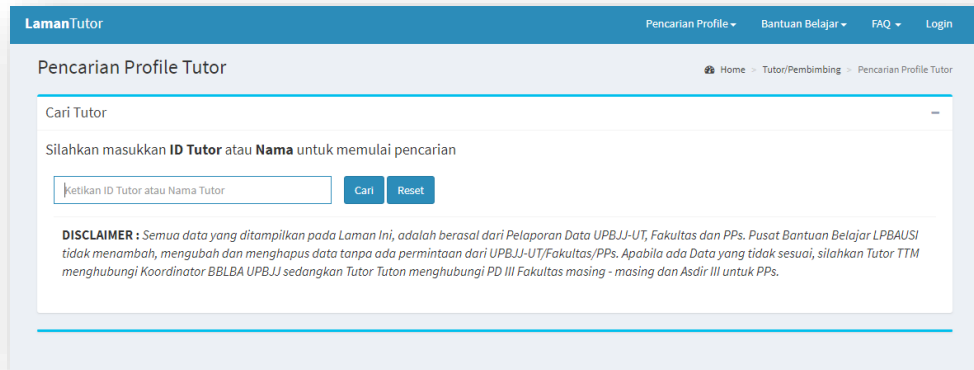 LamanTutor Pencarian Profile Bantuan Belajar FAQ Login
Pencarian Profile Tutor Home > Tutor/Pembimbing > Pencarian Profile Tutor
Cari Tutor
Silahkan masukkan ID Tutor atau Nama untuk memulai pencarian
Ketikan ID Tutor atau Nama Tutor Cari Reset
DISCLAIMER : Semua data yang ditampilkan pada Laman Ini, adalah berasal dari Pelaporan Data UPBJJ-UT, Fakultas dan PPs. Pusat Bantuan Belajar LPBAUSI
tidak menambah, mengubah dan menghapus data tanpa ada permintaan dari UPBJJ-UT/Fakultas/PPs. Apabila ada Data yang tidak sesuai, silahkan Tutor TTM
menghubungi Koordinator BBLBA UPBJJ sedangkan Tutor Tuton menghubungi PD III Fakultas masing - masing dan Asdir III untuk PPs.